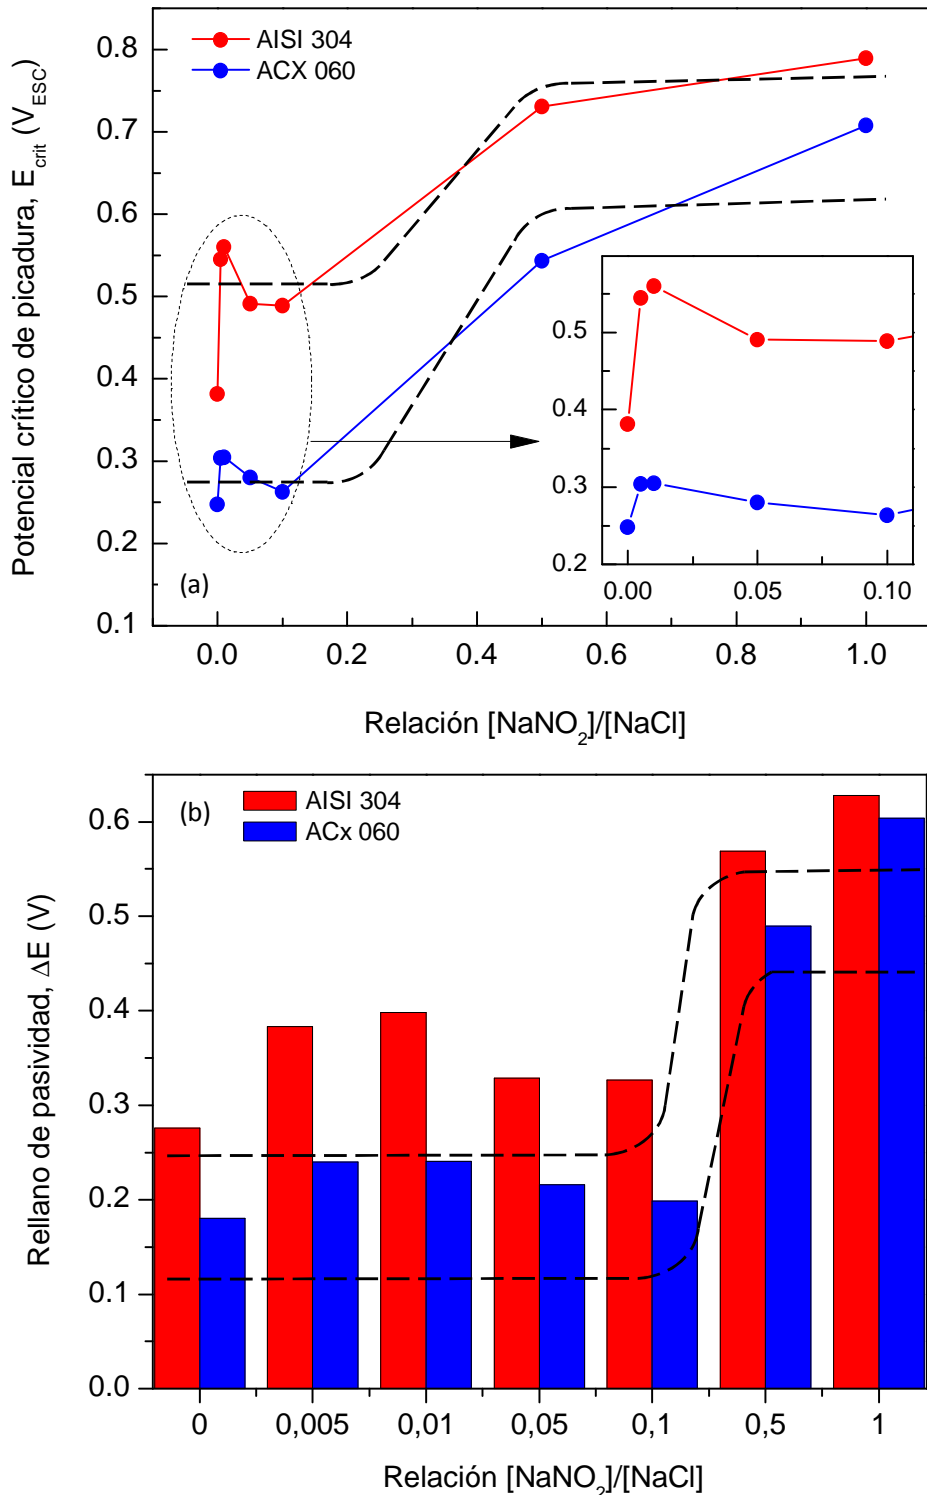 AISI 304
ACX 060
Potencial crítico de picadura, E_crit (V_ESC)
0.8
0.7
0.6
0.5
0.4
0.3
0.2
0.1
(a)
0.5
0.4
0.3
0.2
0.00 0.05 0.10
0.0 0.2 0.4 0.6 0.8 1.0
Relación [NaNO₂]/[NaCl]
(b)
AISI 304
ACx 060
Rellano de pasividad, ΔE (V)
0.6
0.5
0.4
0.3
0.2
0.1
0.0
0 0,005 0,01 0,05 0,1 0,5 1
Relación [NaNO₂]/[NaCl]